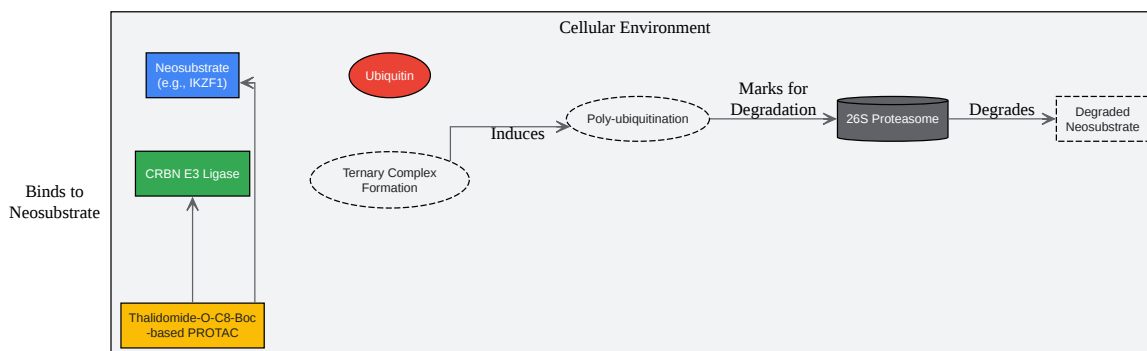 Cellular Environment
Neosubstrate
(e.g., IKZF1)
Ubiquitin
Poly-ubiquitination
Marks for
Degradation
26S Proteasome
Degrades
Degraded
Neosubstrate
Induces
CRBN E3 Ligase
Ternary Complex
Formation
Binds to
Neosubstrate
Thalidomide-O-C8-Boc
-based PROTAC